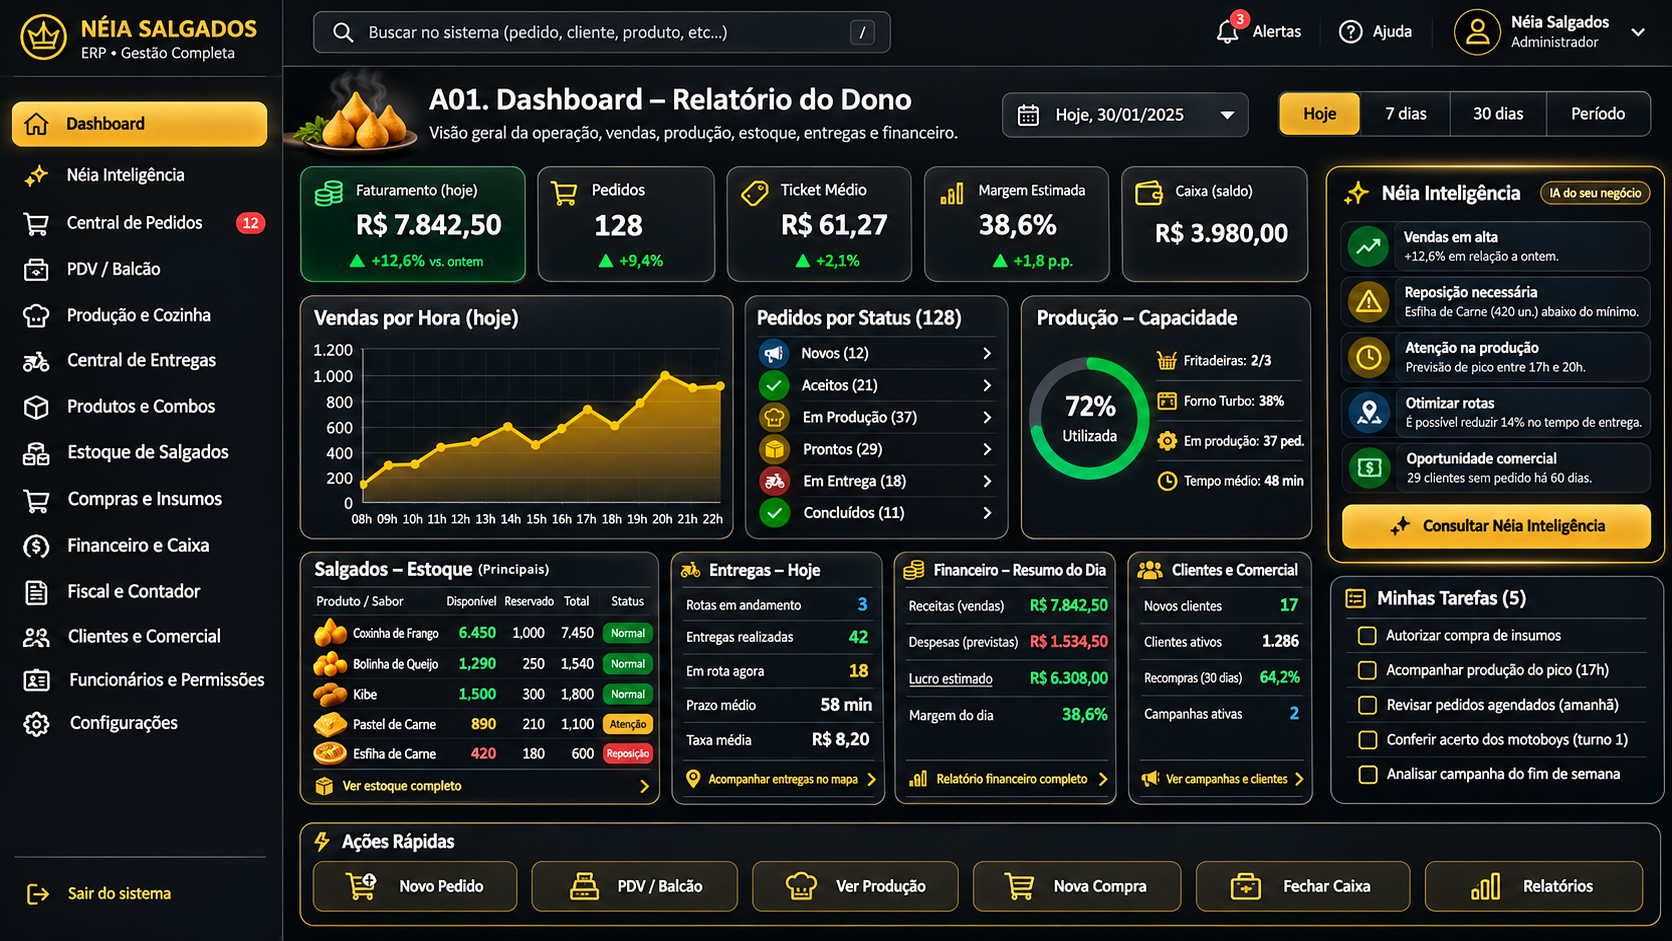 NÉIA SALGADOS
ERP • Gestão Completa
Buscar no sistema (pedido, cliente, produto, etc...)
/
3
Alertas
Ajuda
Néia Salgados
Administrador
Dashboard
Néia Inteligência
Central de Pedidos
12
PDV / Balcão
Produção e Cozinha
Central de Entregas
Produtos e Combos
Estoque de Salgados
Compras e Insumos
Financeiro e Caixa
Fiscal e Contador
Clientes e Comercial
Funcionários e Permissões
Configurações
Sair do sistema
A01. Dashboard – Relatório do Dono
Visão geral da operação, vendas, produção, estoque, entregas e financeiro.
Hoje, 30/01/2025
Hoje
7 dias
30 dias
Período
Faturamento (hoje)
R$ 7.842,50
▲ +12,6% vs. ontem
Pedidos
128
▲ +9,4%
Ticket Médio
R$ 61,27
▲ +2,1%
Margem Estimada
38,6%
▲ +1,8 p.p.
Caixa (saldo)
R$ 3.980,00
Néia Inteligência
IA do seu negócio
Vendas em alta
+12,6% em relação a ontem.
Reposição necessária
Esfiha de Carne (420 un.) abaixo do mínimo.
Atenção na produção
Previsão de pico entre 17h e 20h.
Otimizar rotas
É possível reduzir 14% no tempo de entrega.
Oportunidade comercial
29 clientes sem pedido há 60 dias.
Consultar Néia Inteligência
Vendas por Hora (hoje)
1.200
1.000
800
600
400
200
0
08h 09h 10h 11h 12h 13h 14h 15h 16h 17h 18h 19h 20h 21h 22h
Pedidos por Status (128)
Novos (12)
Aceitos (21)
Em Produção (37)
Prontos (29)
Em Entrega (18)
Concluídos (11)
Produção – Capacidade
72%
Utilizada
Fritadeiras: 2/3
Forno Turbo: 38%
Em produção: 37 ped.
Tempo médio: 48 min
Salgados – Estoque (Principais)
Produto / Sabor Disponível Reservado Total Status
Coxinha de Frango 6.450 1,000 7.450 Normal
Bolinha de Queijo 1,290 250 1,540 Normal
Kibe 1,500 300 1,800 Normal
Pastel de Carne 890 210 1,100 Atenção
Esfiha de Carne 420 180 600 Reposição
Ver estoque completo
Entregas – Hoje
Rotas em andamento 3
Entregas realizadas 42
Em rota agora 18
Prazo médio 58 min
Taxa média R$ 8,20
Acompanhar entregas no mapa
Financeiro – Resumo do Dia
Receitas (vendas) R$ 7.842,50
Despesas (previstas) R$ 1.534,50
Lucro estimado R$ 6.308,00
Margem do dia 38,6%
Relatório financeiro completo
Clientes e Comercial
Novos clientes 17
Clientes ativos 1.286
Recompras (30 dias) 64,2%
Campanhas ativas 2
Ver campanhas e clientes
Minhas Tarefas (5)
Autorizar compra de insumos
Acompanhar produção do pico (17h)
Revisar pedidos agendados (amanhã)
Conferir acerto dos motoboys (turno 1)
Analisar campanha do fim de semana
Ações Rápidas
Novo Pedido
PDV / Balcão
Ver Produção
Nova Compra
Fechar Caixa
Relatórios